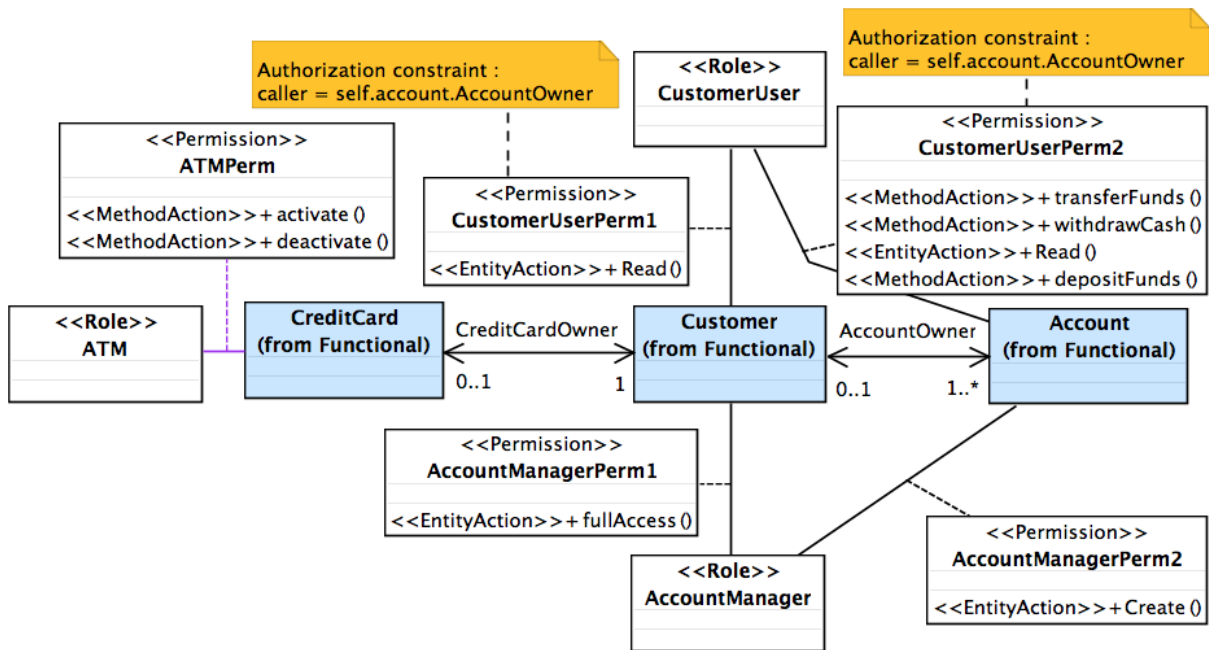 Authorization constraint :
caller = self.account.AccountOwner
Authorization constraint :
caller = self.account.AccountOwner
<<Role>>
CustomerUser
<<Permission>>
ATMPerm
<<MethodAction>>+ activate ()
<<MethodAction>>+ deactivate ()
<<Permission>>
CustomerUserPerm1
<<EntityAction>>+ Read ()
<<Permission>>
CustomerUserPerm2
<<MethodAction>>+ transferFunds ()
<<MethodAction>>+ withdrawCash ()
<<EntityAction>>+ Read ()
<<MethodAction>>+ depositFunds ()
<<Role>>
ATM
CreditCard
(from Functional)
CreditCardOwner
0..1
1
Customer
(from Functional)
AccountOwner
0..1
1..*
Account
(from Functional)
<<Permission>>
AccountManagerPerm1
<<EntityAction>>+ fullAccess ()
<<Role>>
AccountManager
<<Permission>>
AccountManagerPerm2
<<EntityAction>>+ Create ()